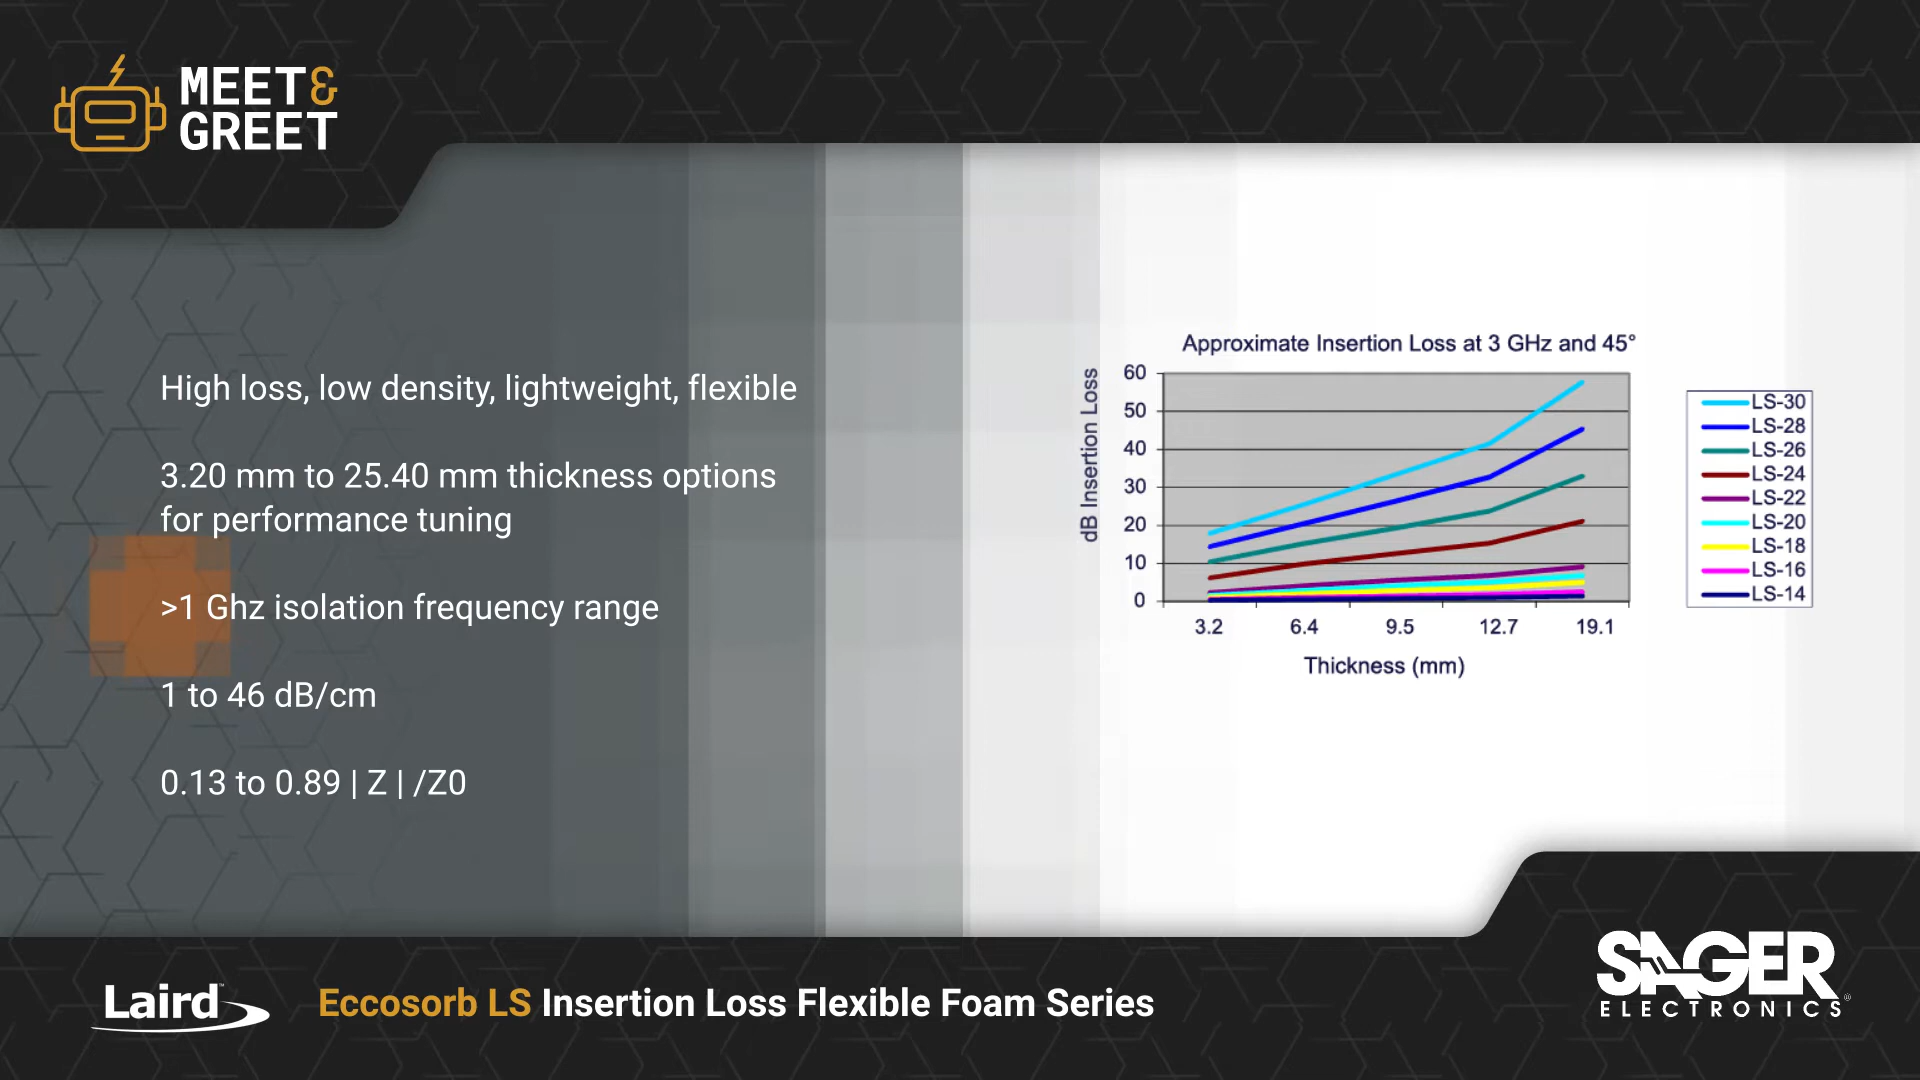 MEET&
GREET
High loss, low density, lightweight, flexible
3.20 mm to 25.40 mm thickness options
for performance tuning
>1 Ghz isolation frequency range
1 to 46 dB/cm
0.13 to 0.89 | Z | /Z0
Approximate Insertion Loss at 3 GHz and 45°
dB Insertion Loss
60
50
40
30
20
10
0
3.2 6.4 9.5 12.7 19.1
Thickness (mm)
LS-30
LS-28
LS-26
LS-24
LS-22
LS-20
LS-18
LS-16
LS-14
Laird™
Eccosorb LS Insertion Loss Flexible Foam Series
SAGER
ELECTRONICS®